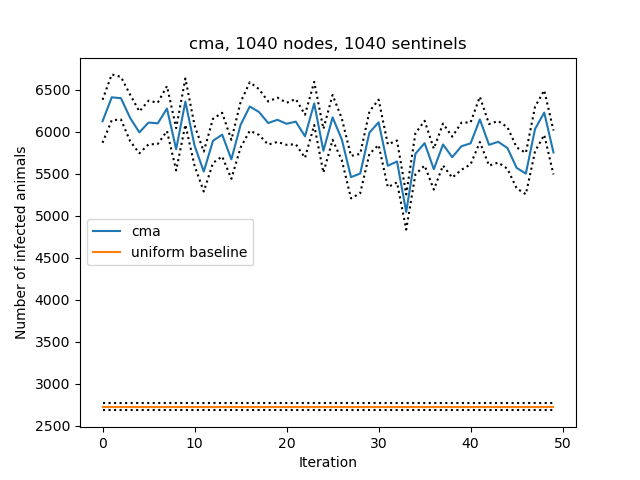 cma, 1040 nodes, 1040 sentinels
Number of infected animals
6500
6000
5500
5000
4500
4000
3500
3000
2500
cma
uniform baseline
0 10 20 30 40 50
Iteration